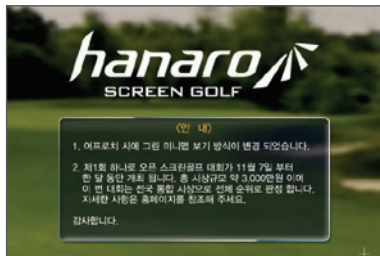 hanaro
SCREEN GOLF
<안 내>
1. 어프로치 시에 그린 미니맵 보기 방식이 변경 되었습니다.
2. 제1회 하나로 오픈 스크린골프 대회가 11월 7일 부터
한 달 동안 개최 됩니다. 총 시상규모 약 3,000만원 이며
이 번 대회는 전국 통합 시상으로 전체 순위로 판정 합니다.
자세한 사항은 홈페이지를 참조해 주세요.
감사합니다.